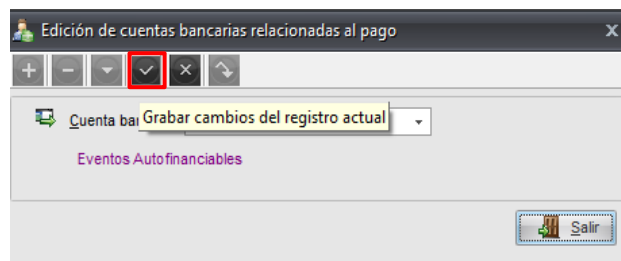 Edición de cuentas bancarias relacionadas al pago
x
Grabar cambios del registro actual
Cuenta ba
Eventos Autofinanciables
Salir